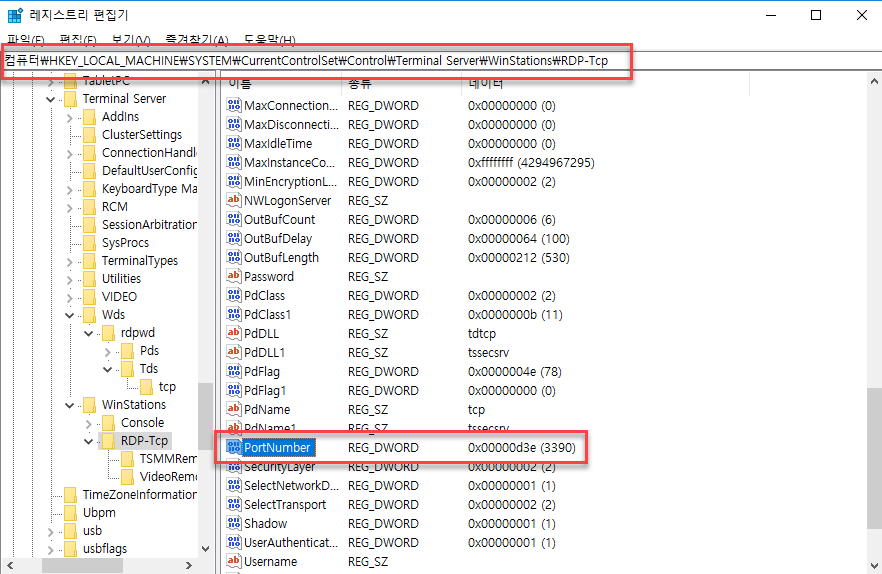 레지스트리 편집기
파일(F) 편집(F) 보기(V) 즐겨찾기(A) 도움말(H)
컴퓨터₩HKEY_LOCAL_MACHINE₩SYSTEM₩CurrentControlSet₩Control₩Terminal Server₩WinStations₩RDP-Tcp
TabletPC
Terminal Server
AddIns
ClusterSettings
ConnectionHandl
DefaultUserConfig
KeyboardType Ma
RCM
SessionArbitration
SysProcs
TerminalTypes
Utilities
VIDEO
Wds
rdpwd
Pds
Tds
tcp
WinStations
Console
RDP-Tcp
TSMMRem
VideoRemo
TimeZoneInformation
Ubpm
usb
usbflags
이름 종류 데이터
MaxConnection... REG_DWORD 0x00000000 (0)
MaxDisconnecti... REG_DWORD 0x00000000 (0)
MaxIdleTime REG_DWORD 0x00000000 (0)
MaxInstanceCo... REG_DWORD 0xffffffff (4294967295)
MinEncryptionL... REG_DWORD 0x00000002 (2)
NWLogonServer REG_SZ
OutBufCount REG_DWORD 0x00000006 (6)
OutBufDelay REG_DWORD 0x00000064 (100)
OutBufLength REG_DWORD 0x00000212 (530)
Password REG_SZ
PdClass REG_DWORD 0x00000002 (2)
PdClass1 REG_DWORD 0x0000000b (11)
PdDLL REG_SZ tdtcp
PdDLL1 REG_SZ tssecsrv
PdFlag REG_DWORD 0x0000004e (78)
PdFlag1 REG_DWORD 0x00000000 (0)
PdName REG_SZ tcp
PdName1 REG_SZ tssecsrv
PortNumber REG_DWORD 0x00000d3e (3390)
SecurityLayer REG_DWORD 0x00000002 (2)
SelectNetworkD... REG_DWORD 0x00000001 (1)
SelectTransport REG_DWORD 0x00000002 (2)
Shadow REG_DWORD 0x00000001 (1)
UserAuthenticat... REG_DWORD 0x00000001 (1)
Username REG_SZ